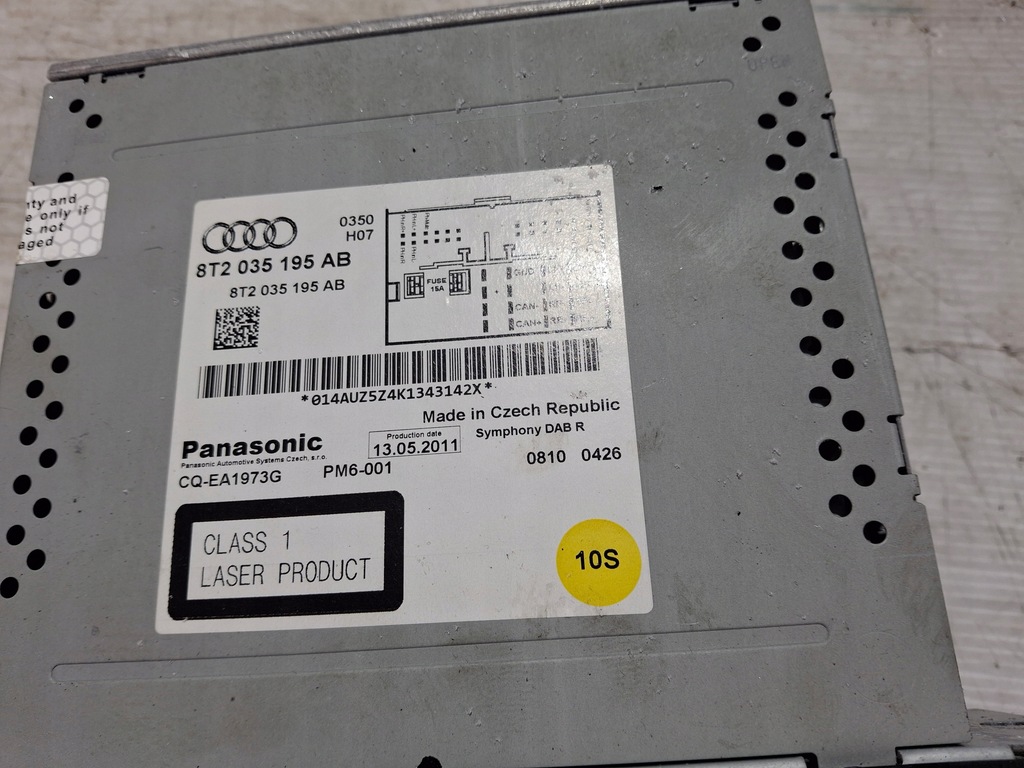 OPEN
nty and
e only if
s not
aged
0350
H07
8T2 035 195 AB
8T2 035 195 AB
FUSE
15A
GND
CAN-
CAN+
*014AUZ5Z4K1343142X*
Made in Czech Republic
Panasonic
Panasonic Automotive Systems Czech, s.r.o.
Production date
13.05.2011
Symphony DAB R
CQ-EA1973G
PM6-001
0810 0426
CLASS 1
LASER PRODUCT
10S